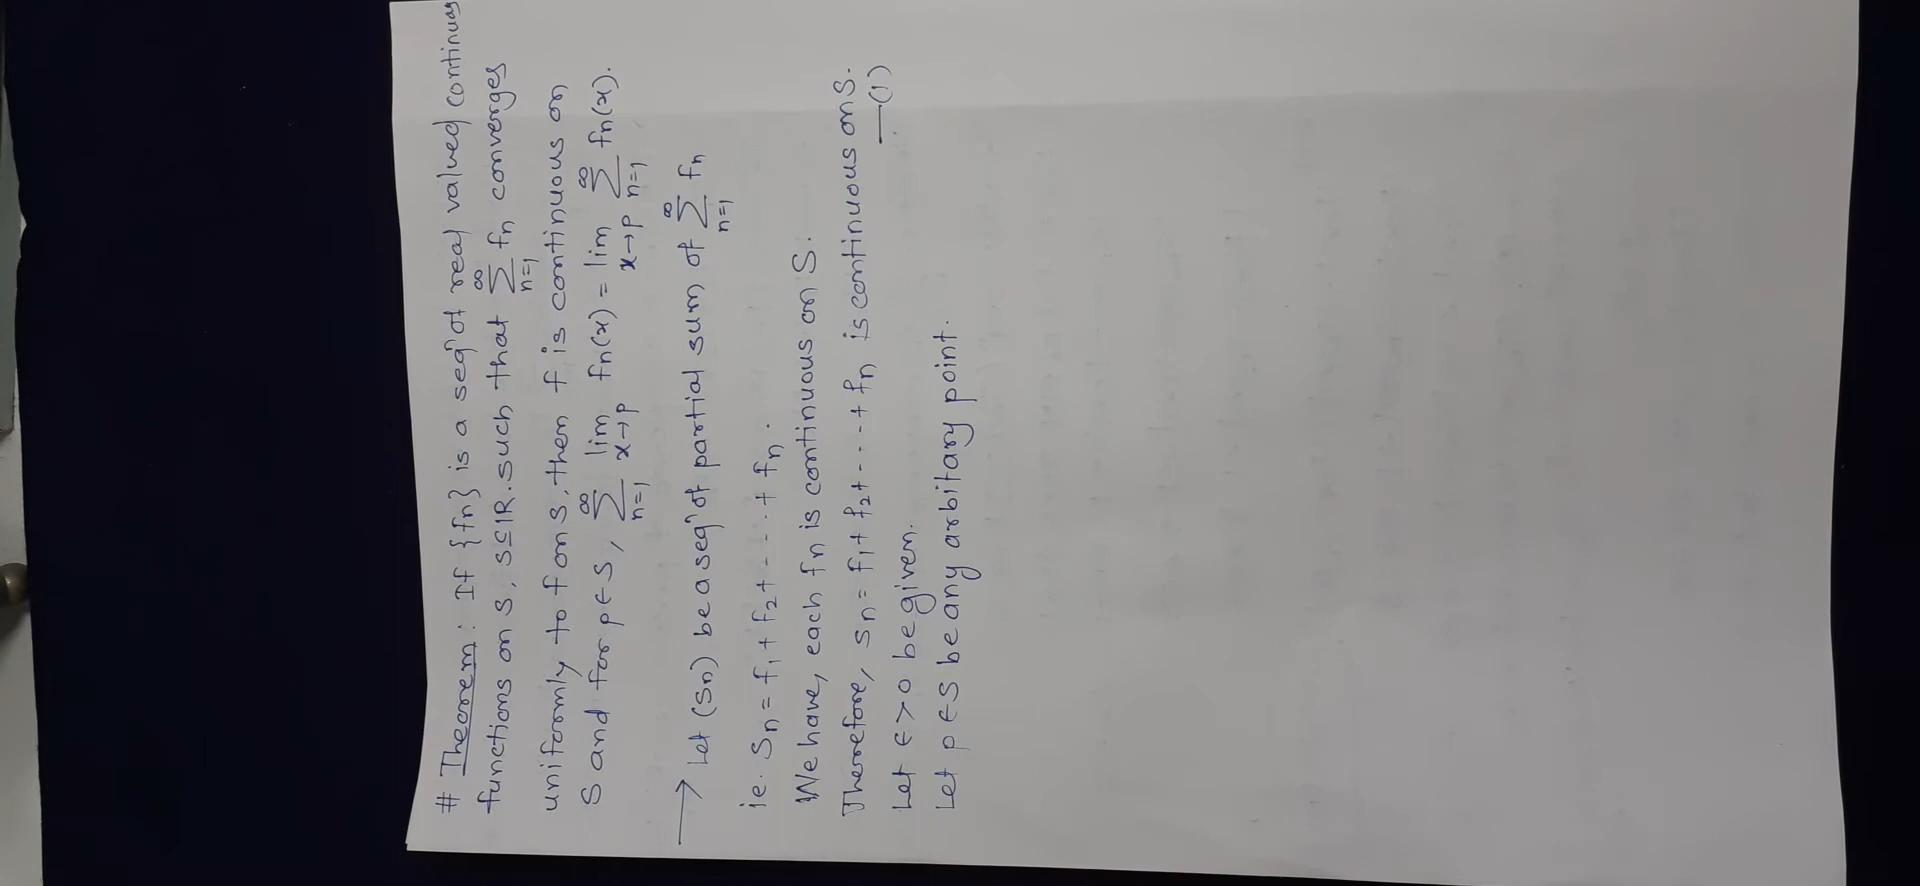 # Theorem : If {fn} is a seqⁿ of real valued continuous
functions on S, S⊆IR. such that ∞∑n=1 fn converges
uniformly to f on S, then f is continuous on
S and for p∈S, ∞∑n=1 lim x→p fn(x) = lim x→p ∞∑n=1 fn(x).
→ Let (Sn) be a seqⁿ of partial sum of ∞∑n=1 fn
ie. Sn = f1 + f2 + - - . . + fn .
We have, each fn is continuous on S.
Therefore, Sn = f1 + f2 + - - . - + fn is continuous on S.
—(1)
Let ϵ > 0 be given.
Let p ∈ S be any arbitary point.